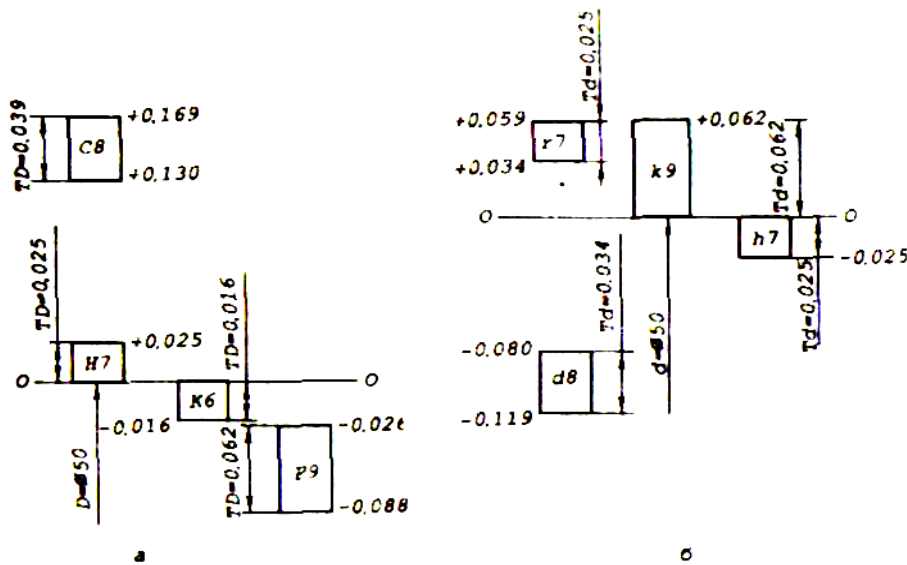 TD=0,039
C8
+0,169
+0,130
TD=0,025
H7
+0,025
0
0
K6
-0,016
TD=0,016
TD=0,062
P9
-0,026
-0,088
D=ø50
а
Td=0,025
+0,059
r7
+0,034
k9
+0,062
Td=0,062
0
0
h7
-0,025
Td=0,025
Td=0,034
-0,080
d8
-0,119
d=ø50
б